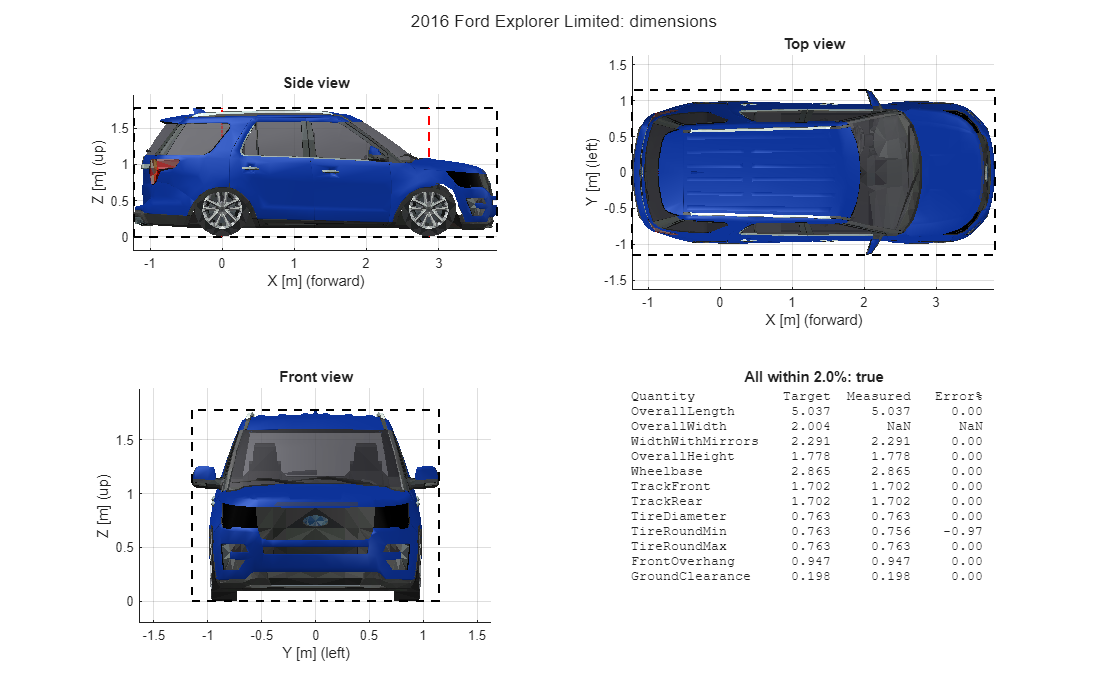 2016 Ford Explorer Limited: dimensions
Side view
1.5
1
0.5
0
Z [m] (up)
-1 0 1 2 3
X [m] (forward)
Top view
1.5
1
0.5
0
-0.5
-1
-1.5
Y [m] (left)
-1 0 1 2 3
X [m] (forward)
Front view
1.5
1
0.5
0
Z [m] (up)
-1.5 -1 -0.5 0 0.5 1 1.5
Y [m] (left)
All within 2.0%: true
Quantity Target Measured Error%
OverallLength 5.037 5.037 0.00
OverallWidth 2.004 NaN NaN
WidthWithMirrors 2.291 2.291 0.00
OverallHeight 1.778 1.778 0.00
Wheelbase 2.865 2.865 0.00
TrackFront 1.702 1.702 0.00
TrackRear 1.702 1.702 0.00
TireDiameter 0.763 0.763 0.00
TireRoundMin 0.763 0.756 -0.97
TireRoundMax 0.763 0.763 0.00
FrontOverhang 0.947 0.947 0.00
GroundClearance 0.198 0.198 0.00